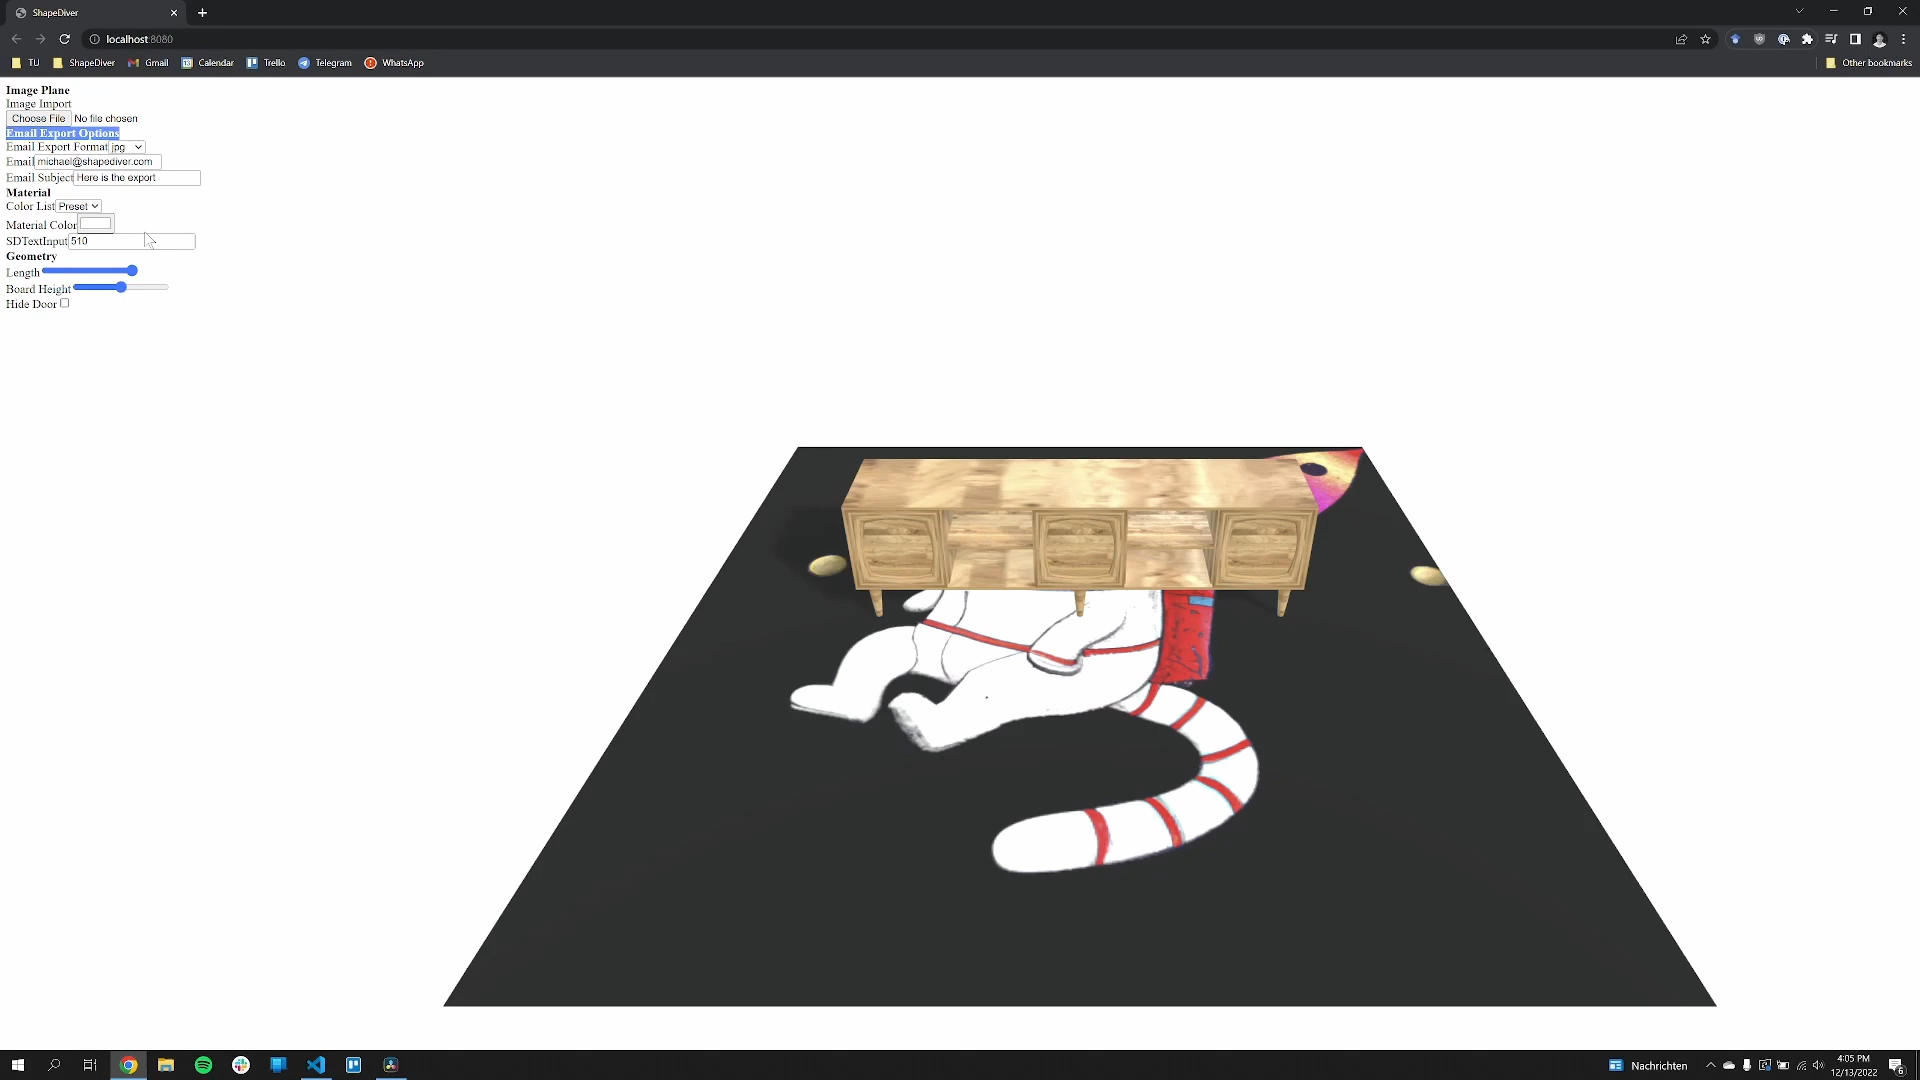 ShapeDiver
localhost:8080
TU ShapeDiver Gmail Calendar Trello Telegram WhatsApp Other bookmarks
Image Plane
Image Import
Choose File No file chosen
Email Export Options
Email Export Format jpg
Email michael@shapediver.com
Email Subject Here is the export
Material
Color List Preset
Material Color
SDTextInput 510
Geometry
Length
Board Height
Hide Door
Nachrichten
4:05 PM
12/13/2022
6